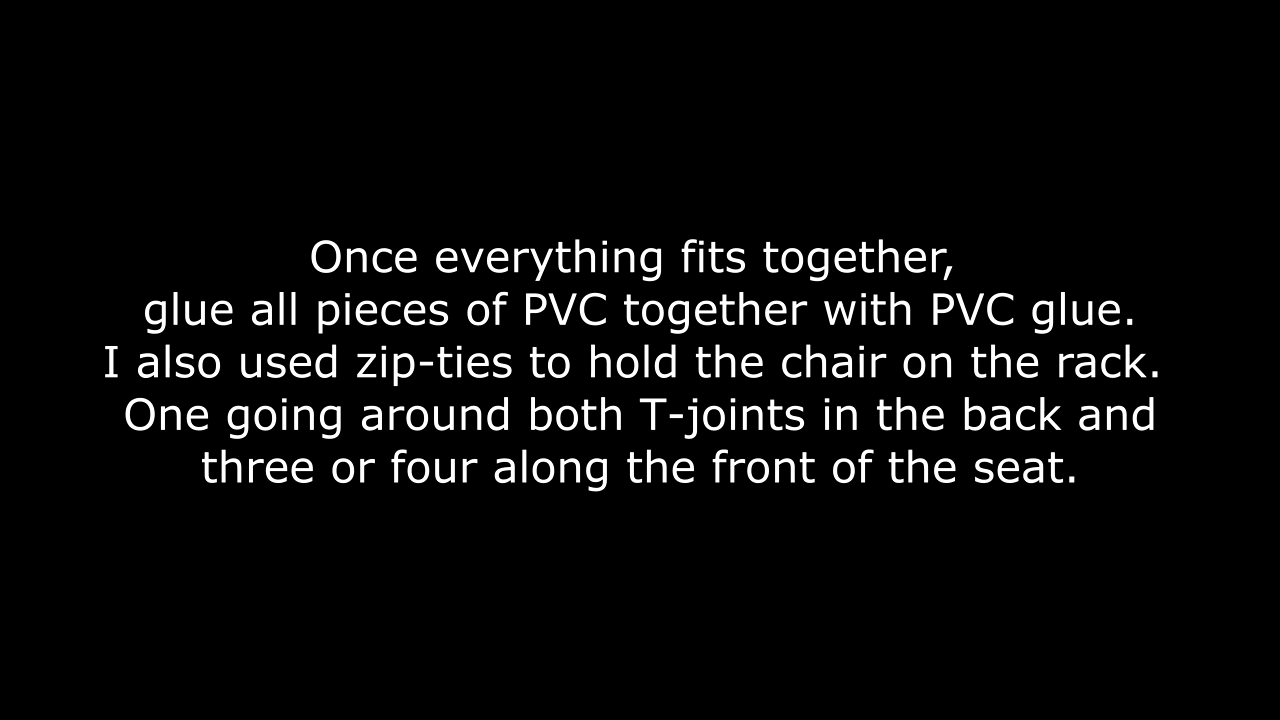 Once everything fits together,
glue all pieces of PVC together with PVC glue.
I also used zip-ties to hold the chair on the rack.
One going around both T-joints in the back and
three or four along the front of the seat.